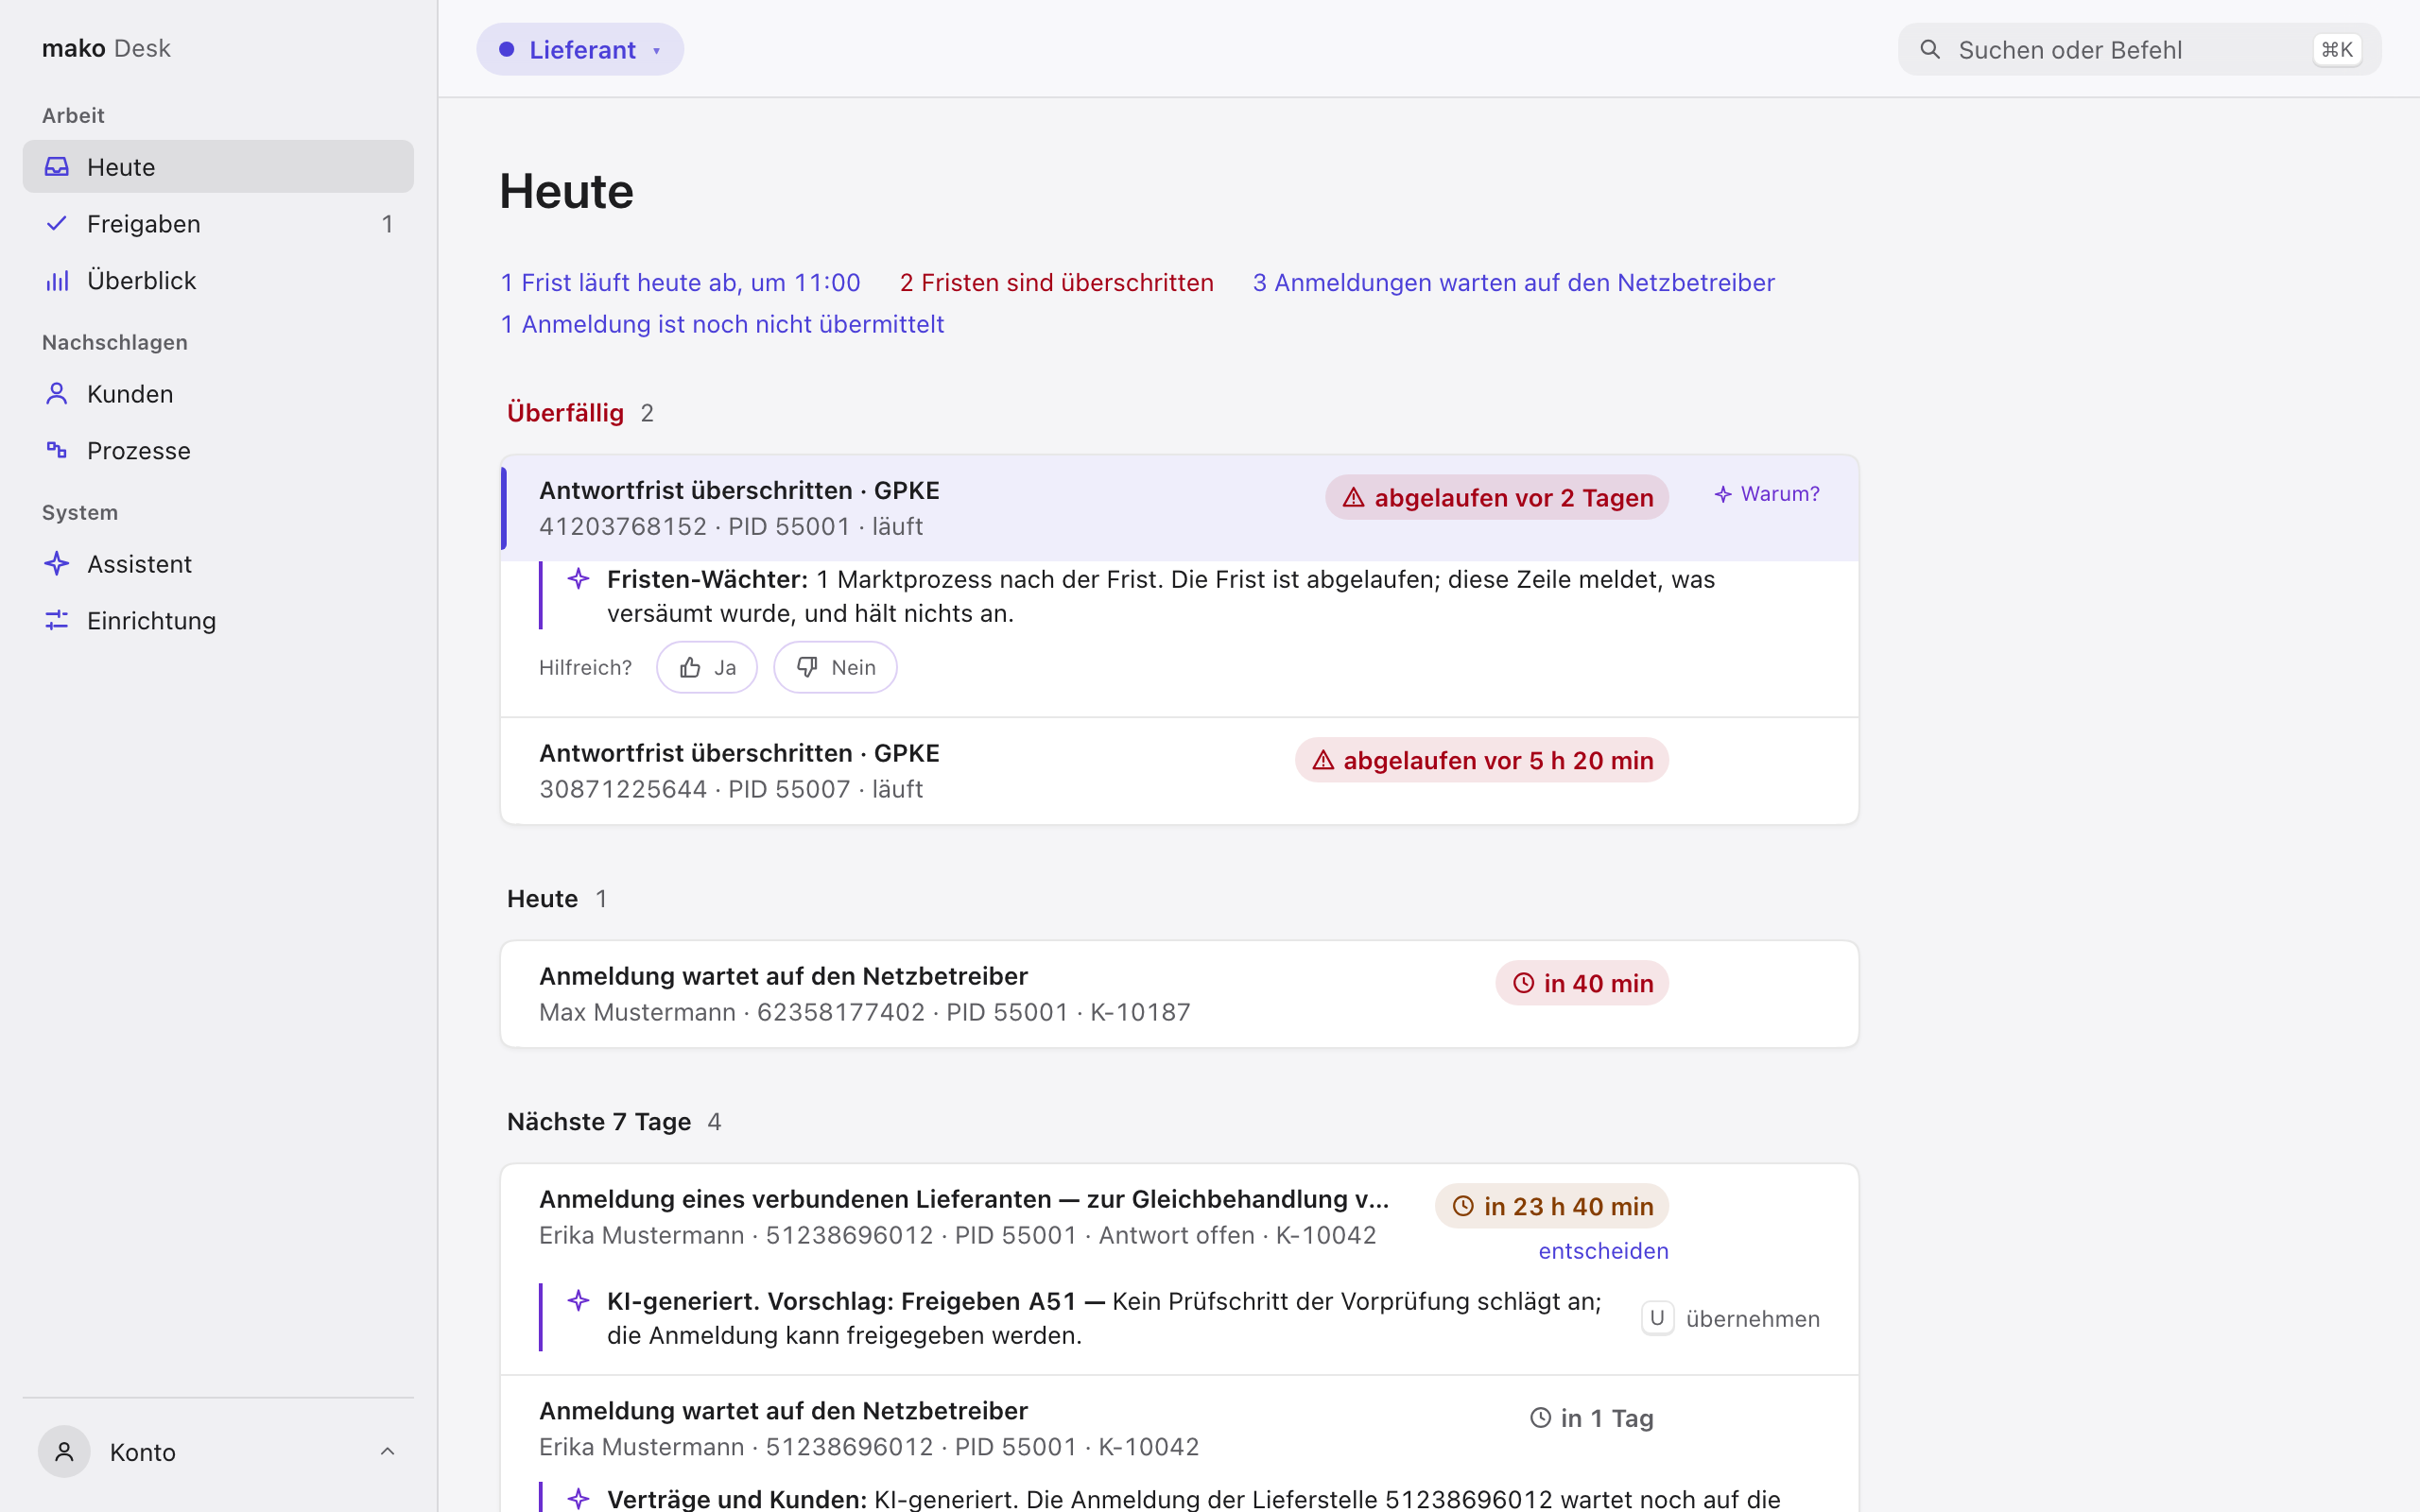 mako Desk
Arbeit
Heute
Freigaben 1
Überblick
Nachschlagen
Kunden
Prozesse
System
Assistent
Einrichtung
Konto
Lieferant
Suchen oder Befehl ⌘K
Heute
1 Frist läuft heute ab, um 11:00 2 Fristen sind überschritten 3 Anmeldungen warten auf den Netzbetreiber
1 Anmeldung ist noch nicht übermittelt
Überfällig 2
Antwortfrist überschritten · GPKE abgelaufen vor 2 Tagen Warum?
41203768152 · PID 55001 · läuft
Fristen-Wächter: 1 Marktprozess nach der Frist. Die Frist ist abgelaufen; diese Zeile meldet, was
versäumt wurde, und hält nichts an.
Hilfreich? Ja Nein
Antwortfrist überschritten · GPKE abgelaufen vor 5 h 20 min
30871225644 · PID 55007 · läuft
Heute 1
Anmeldung wartet auf den Netzbetreiber in 40 min
Max Mustermann · 62358177402 · PID 55001 · K-10187
Nächste 7 Tage 4
Anmeldung eines verbundenen Lieferanten — zur Gleichbehandlung v... in 23 h 40 min
Erika Mustermann · 51238696012 · PID 55001 · Antwort offen · K-10042
entscheiden
KI-generiert. Vorschlag: Freigeben A51 — Kein Prüfschritt der Vorprüfung schlägt an;
die Anmeldung kann freigegeben werden.
U übernehmen
Anmeldung wartet auf den Netzbetreiber in 1 Tag
Erika Mustermann · 51238696012 · PID 55001 · K-10042
Verträge und Kunden: KI-generiert. Die Anmeldung der Lieferstelle 51238696012 wartet noch auf die